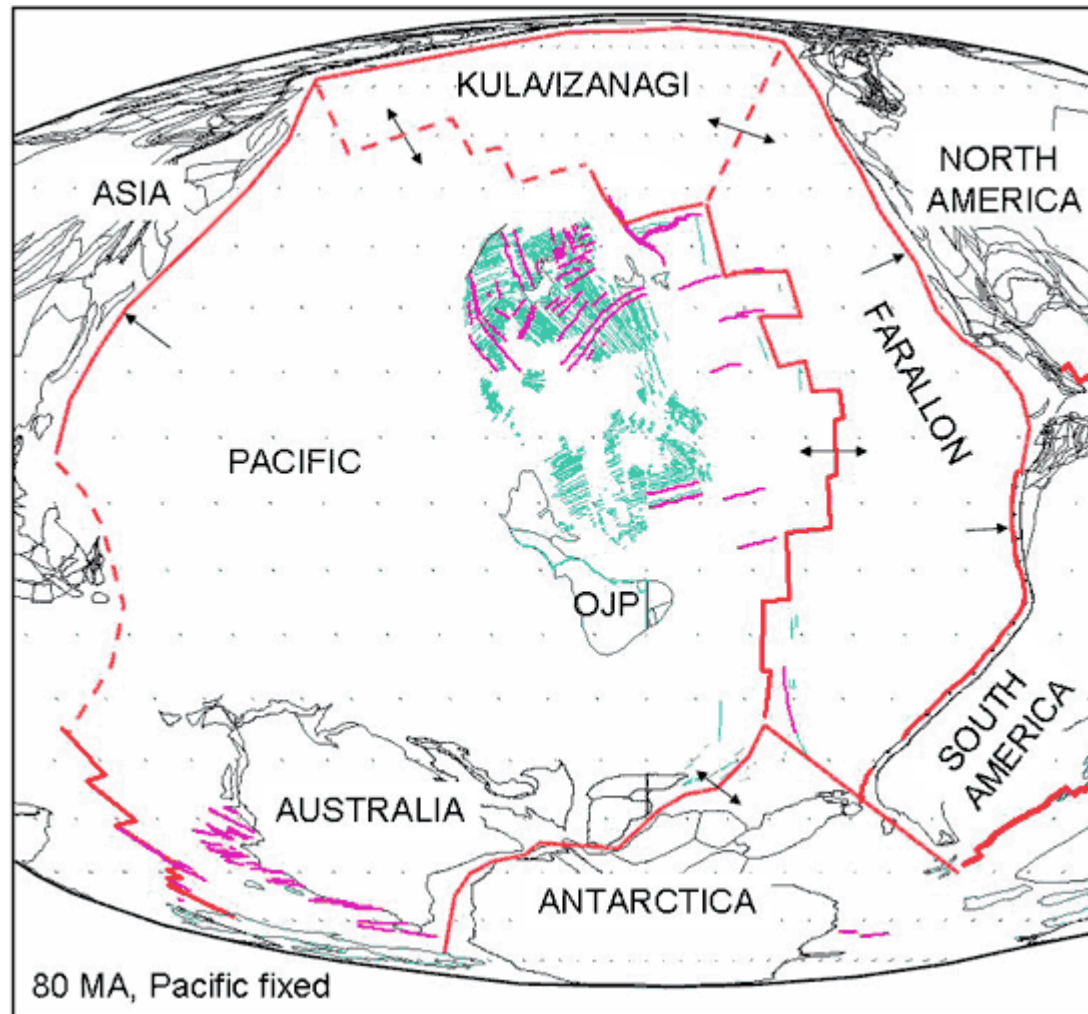 KULA/IZANAGI
ASIA
NORTH
AMERICA
FARALLON
PACIFIC
OJP
SOUTH
AMERICA
AUSTRALIA
ANTARCTICA
80 MA, Pacific fixed